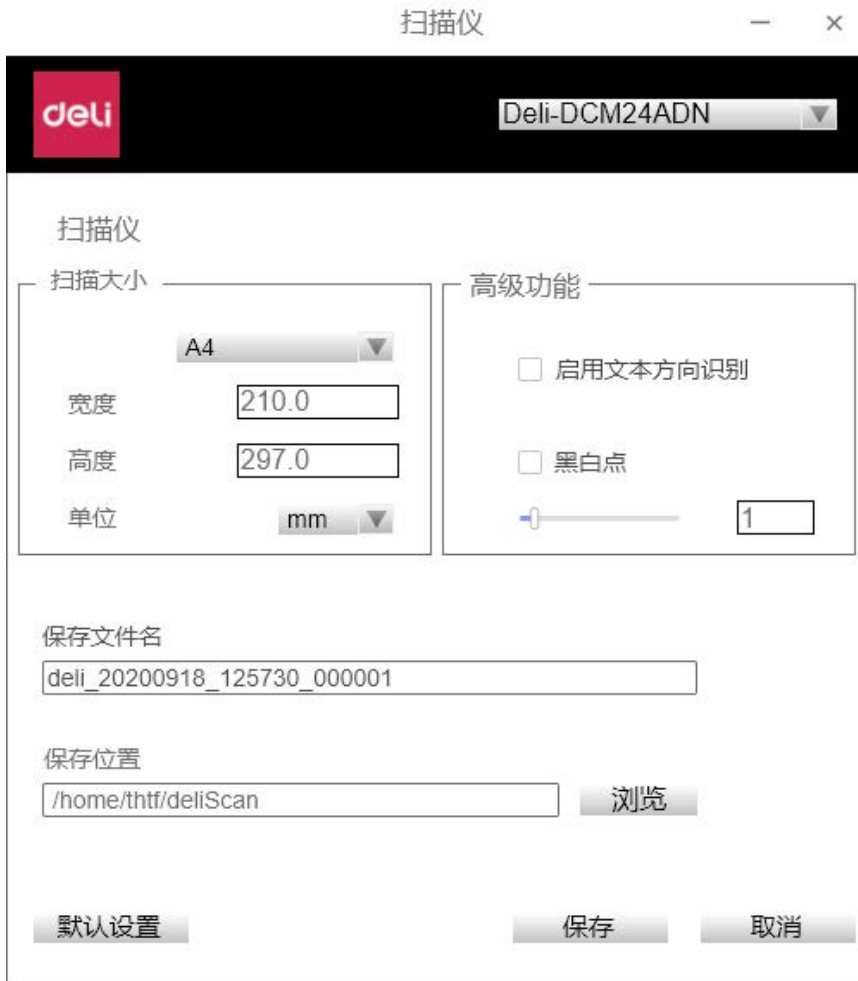 扫描仪
deli
Deli-DCM24ADN
扫描仪
扫描大小
A4
宽度 210.0
高度 297.0
单位 mm
高级功能
启用文本方向识别
黑白点
1
保存文件名
deli_20200918_125730_000001
保存位置
/home/thtf/deliScan 浏览
默认设置 保存 取消